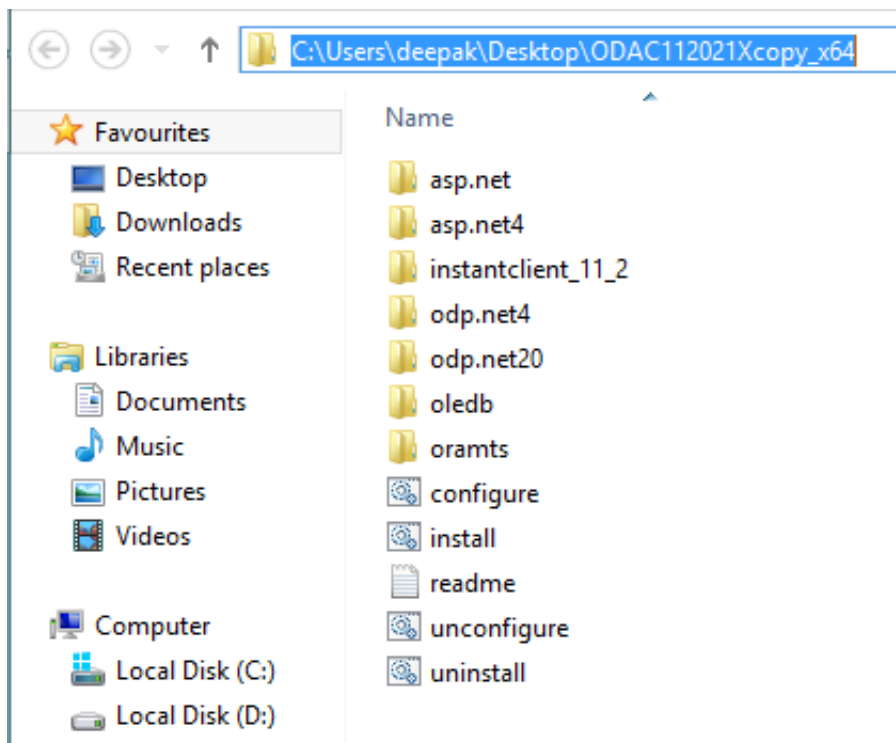 C:\Users\deepak\Desktop\ODAC112021Xcopy_x64
Favourites
Desktop
Downloads
Recent places
Libraries
Documents
Music
Pictures
Videos
Computer
Local Disk (C:)
Local Disk (D:)
Name
asp.net
asp.net4
instantclient_11_2
odp.net4
odp.net20
oledb
oramts
configure
install
readme
unconfigure
uninstall